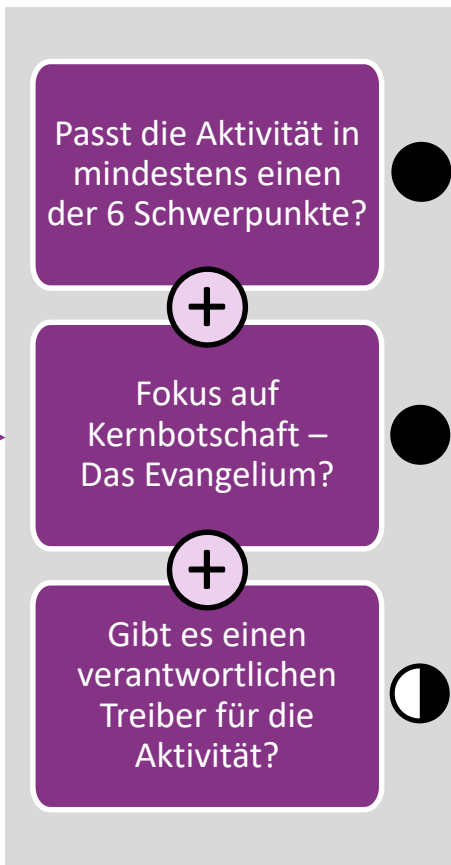 Passt die Aktivität in
mindestens einen
der 6 Schwerpunkte?
+
Fokus auf
Kernbotschaft –
Das Evangelium?
+
Gibt es einen
verantwortlichen
Treiber für die
Aktivität?